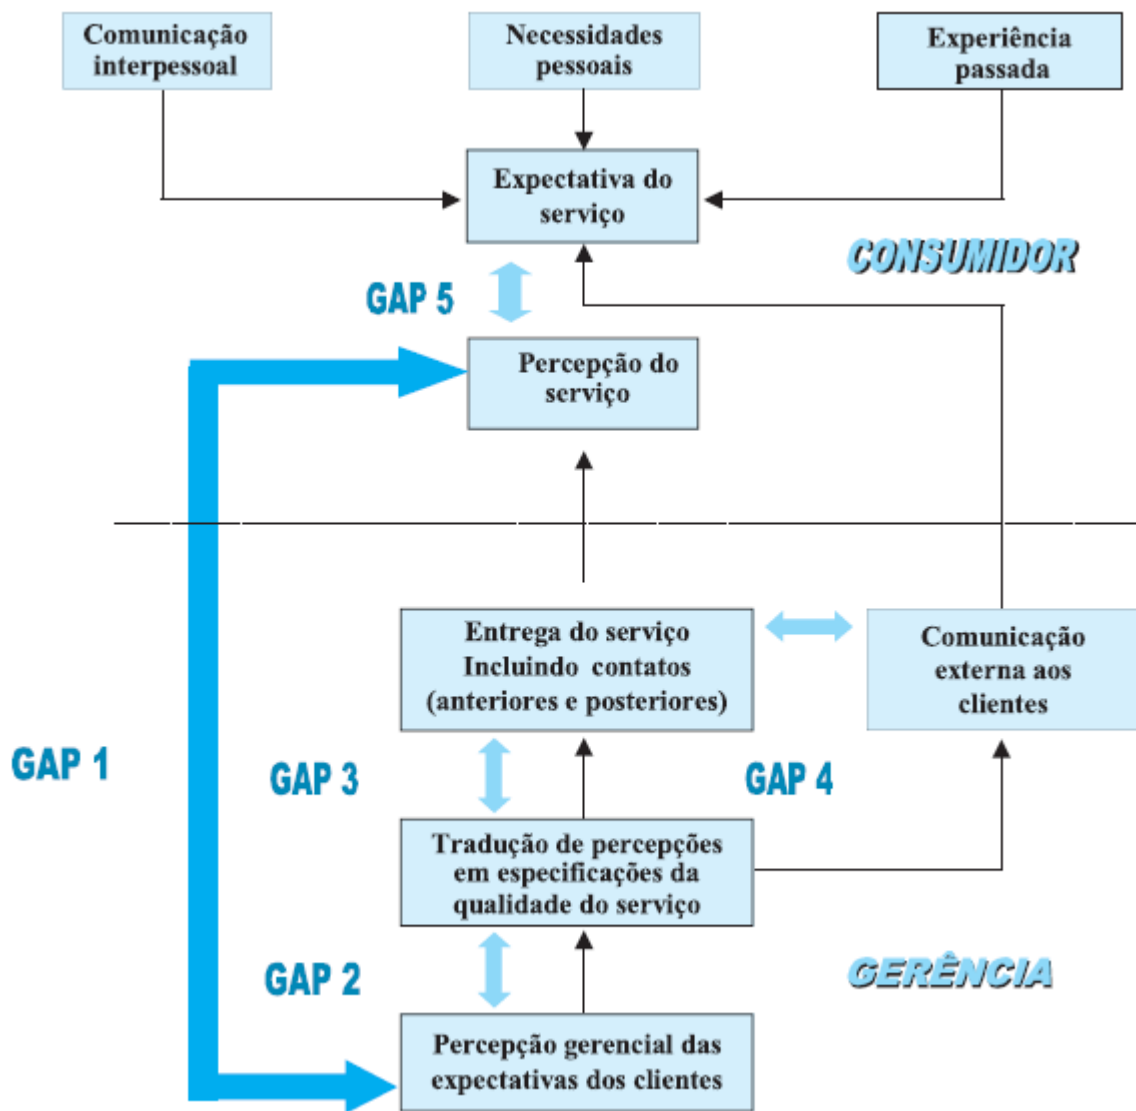 Comunicação
interpessoal
Necessidades
pessoais
Experiência
passada
Expectativa do
serviço
CONSUMIDOR
GAP 5
Percepção do
serviço
Entrega do serviço
Incluindo contatos
(anteriores e posteriores)
Comunicação
externa aos
clientes
GAP 1
GAP 3
GAP 4
Tradução de percepções
em especificações da
qualidade do serviço
GAP 2
GERÊNCIA
Percepção gerencial das
expectativas dos clientes